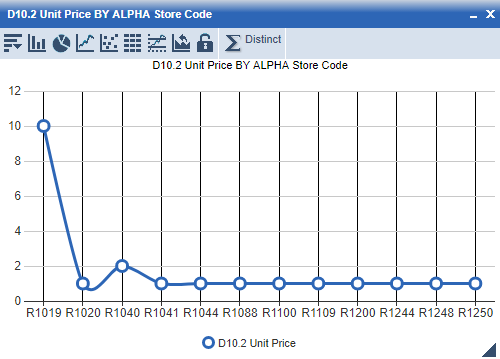 D10.2 Unit Price BY ALPHA Store Code
Distinct
D10.2 Unit Price BY ALPHA Store Code
12
10
8
6
4
2
0
R1019 R1020 R1040 R1041 R1044 R1088 R1100 R1109 R1200 R1244 R1248 R1250
D10.2 Unit Price